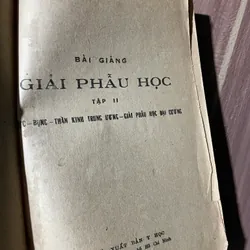 BÀI GIẢNG
GIẢI PHẪU HỌC
TẬP II
BỤNG - THẦN KINH TRUNG ƯƠNG - GIẢI PHẪU HỌC ĐẠI CƯƠNG
XUẤT BẢN Y HỌC